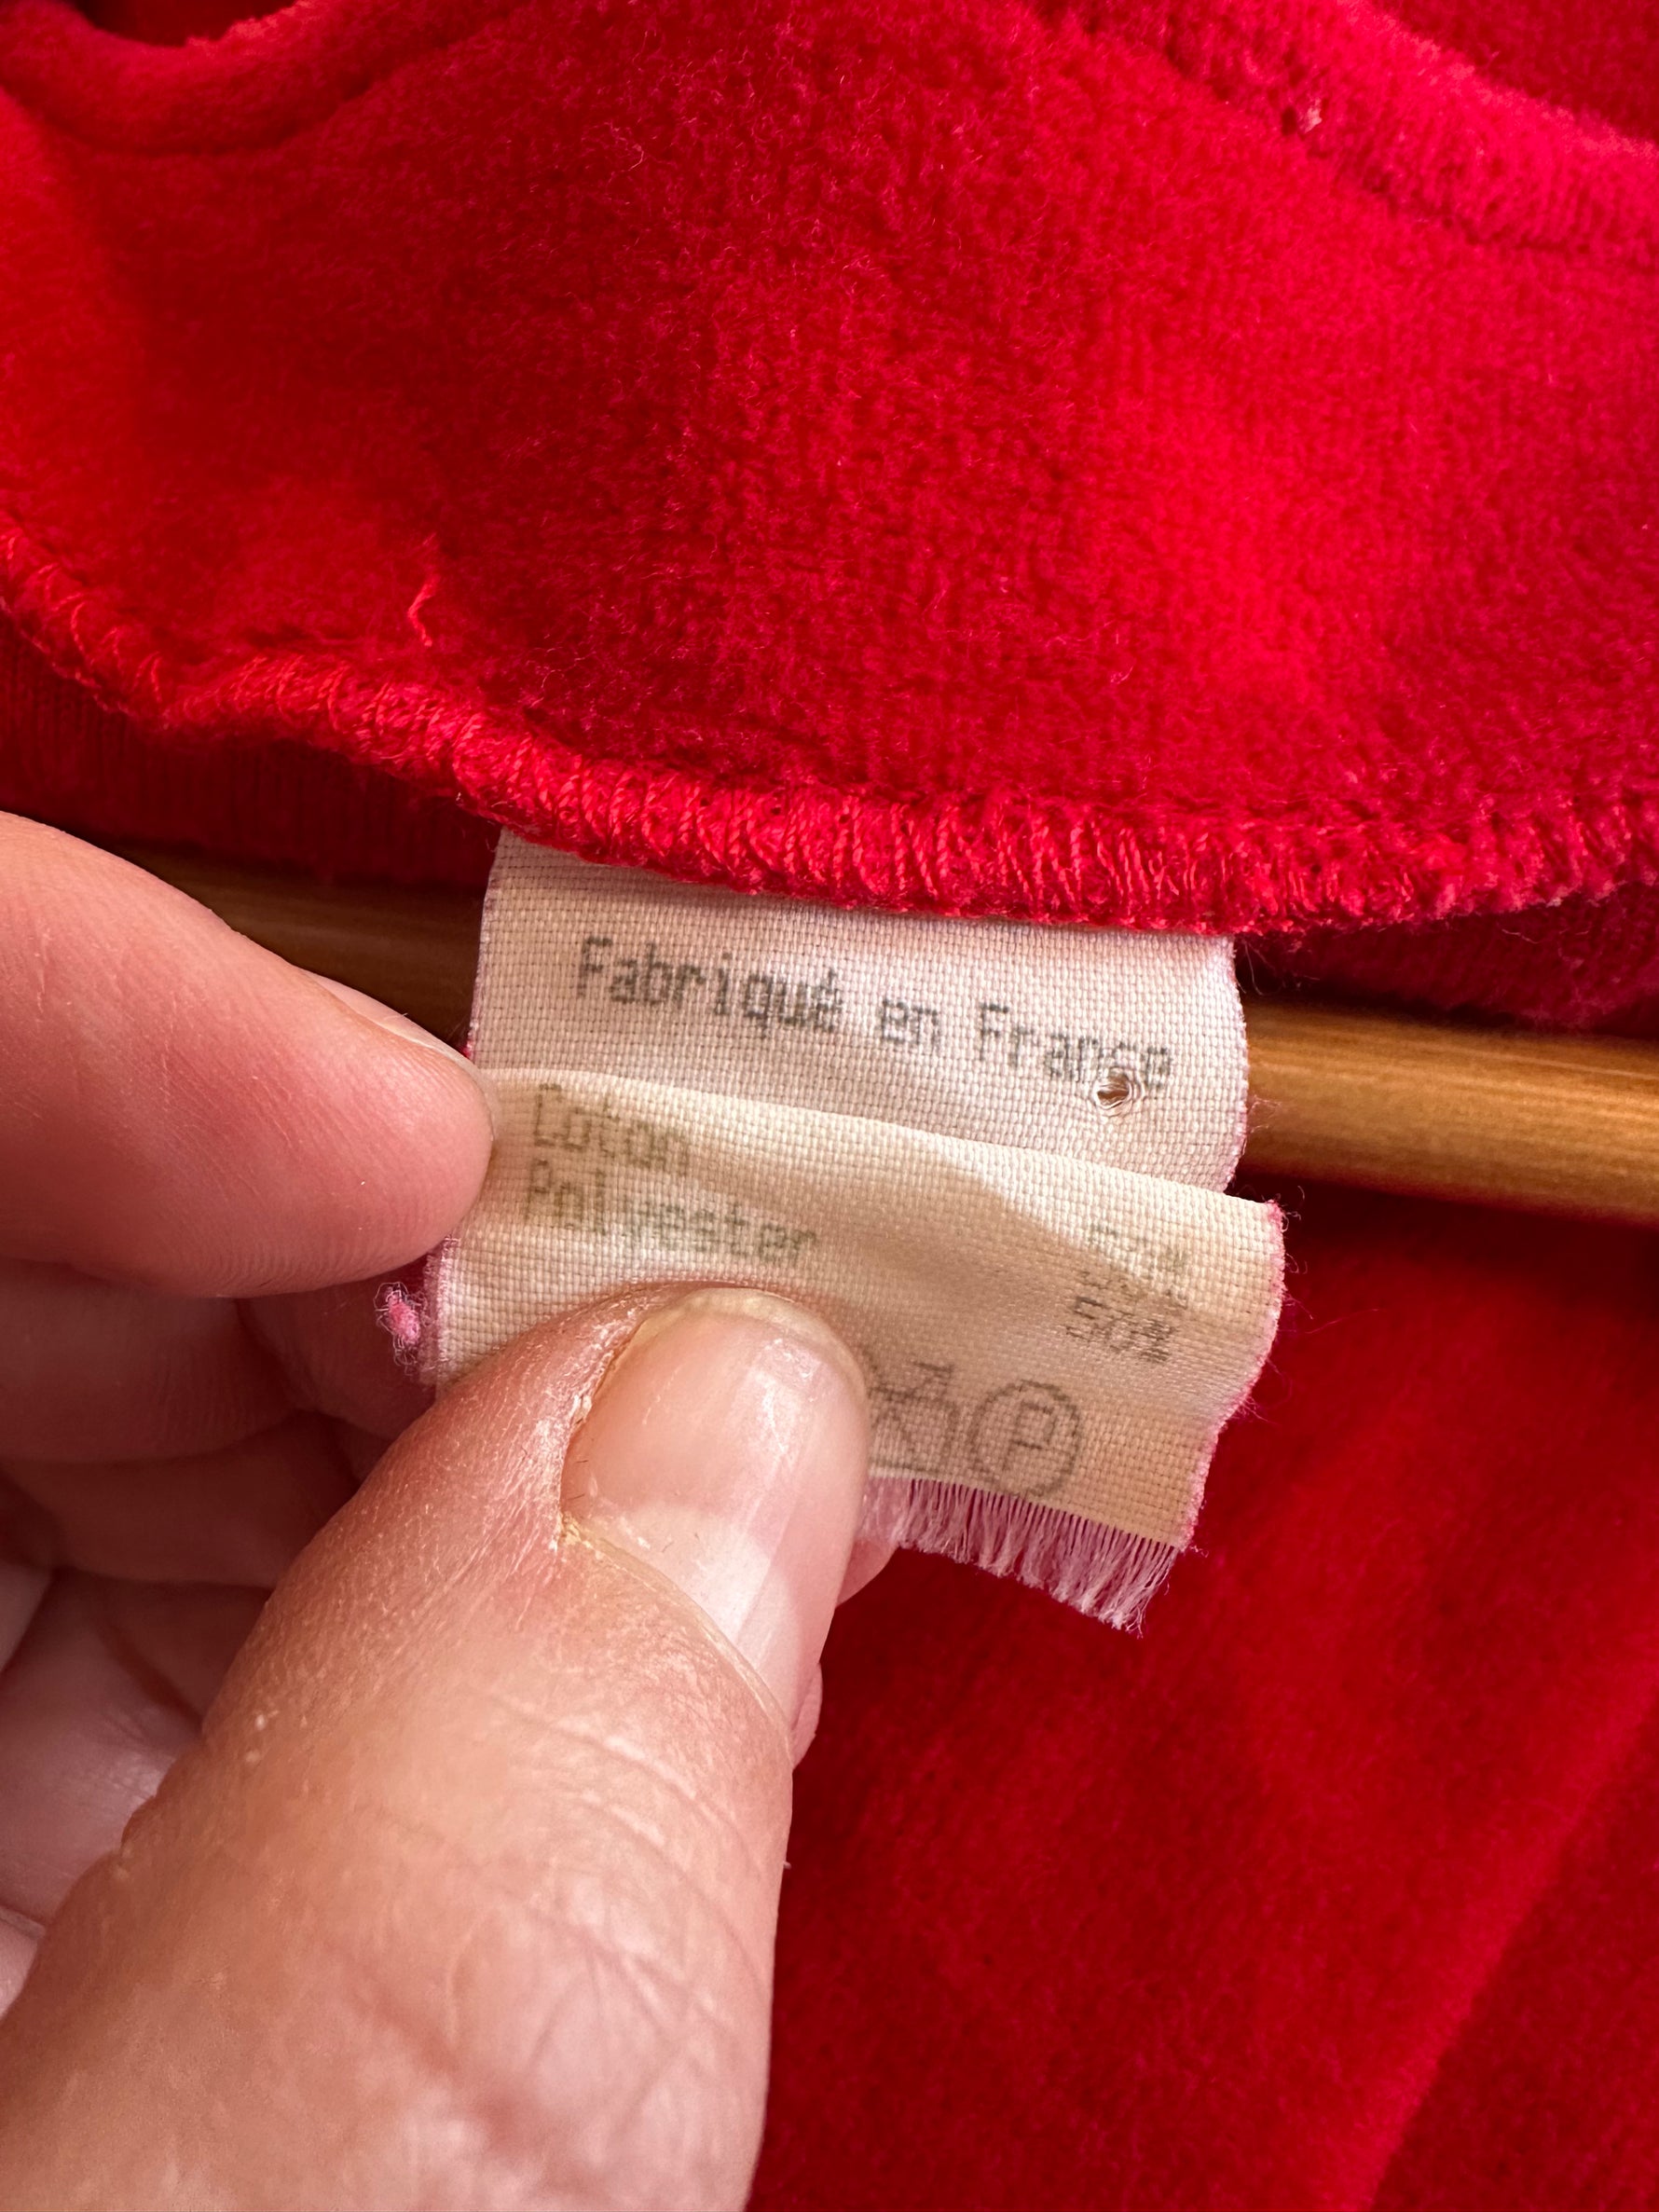 Fabriqué en France
Coton
Polyester 50%
P